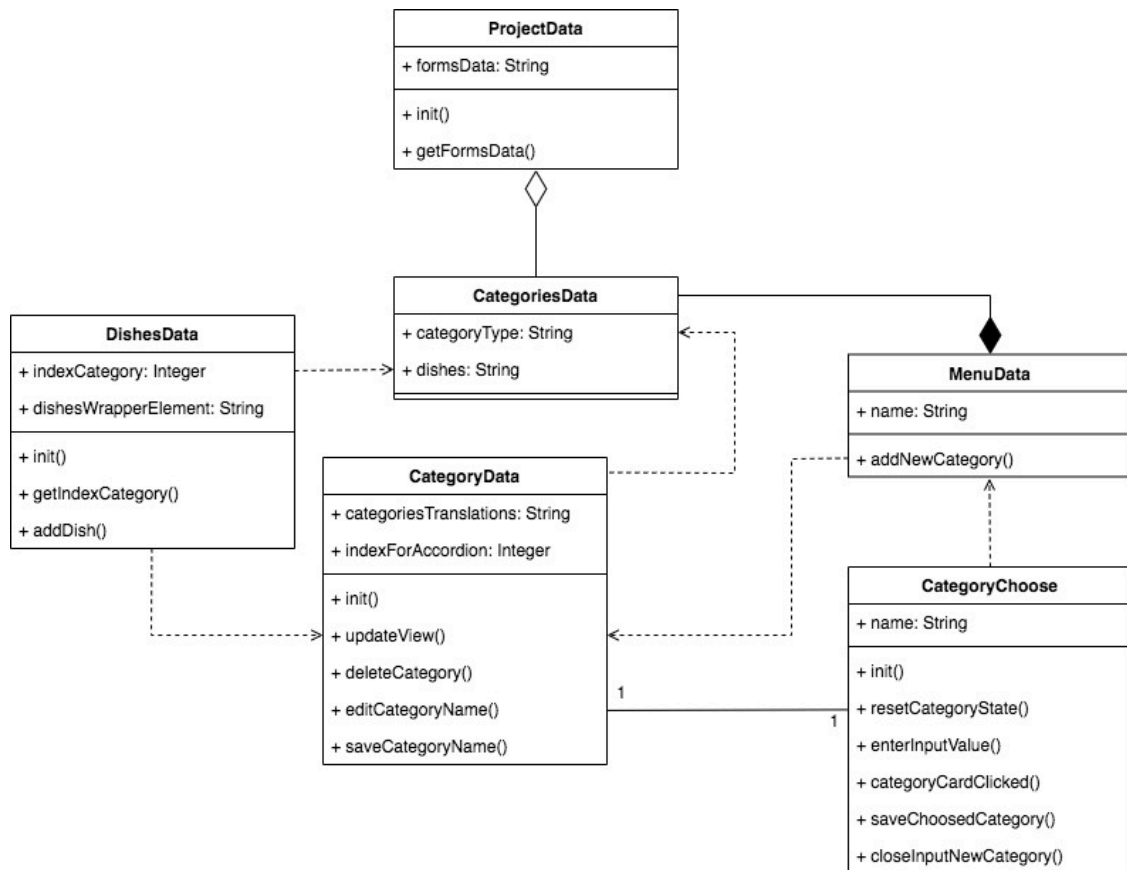 ProjectData
+ formsData: String
+ init()
+ getFormsData()
CategoriesData
+ categoryType: String
+ dishes: String
DishesData
+ indexCategory: Integer
+ dishesWrapperElement: String
+ init()
+ getIndexCategory()
+ addDish()
MenuData
+ name: String
+ addNewCategory()
CategoryData
+ categoriesTranslations: String
+ indexForAccordion: Integer
+ init()
+ updateView()
+ deleteCategory()
+ editCategoryName()
+ saveCategoryName()
1
1
CategoryChoose
+ name: String
+ init()
+ resetCategoryState()
+ enterInputValue()
+ categoryCardClicked()
+ saveChoosedCategory()
+ closeInputNewCategory()